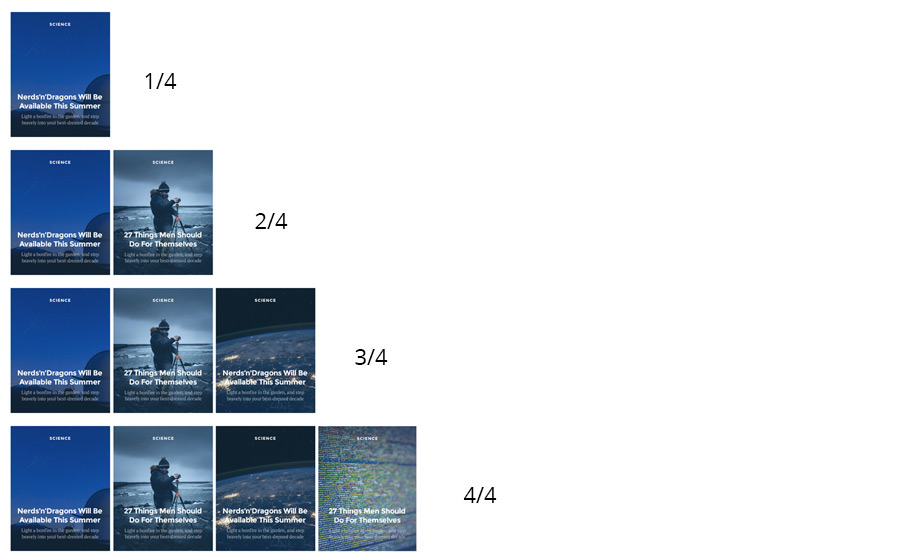 SCIENCE
Nerds'n'Dragons Will Be
Available This Summer
Light a bonfire in the garden, and step
bravely into your best-dressed decade
1/4
SCIENCE
Nerds'n'Dragons Will Be
Available This Summer
Light a bonfire in the garden, and step
bravely into your best-dressed decade
SCIENCE
27 Things Men Should
Do For Themselves
Light a bonfire in the garden, and step
bravely into your best-dressed decade
2/4
SCIENCE
Nerds'n'Dragons Will Be
Available This Summer
Light a bonfire in the garden, and step
bravely into your best-dressed decade
SCIENCE
27 Things Men Should
Do For Themselves
Light a bonfire in the garden, and step
bravely into your best-dressed decade
SCIENCE
Nerds'n'Dragons Will Be
Available This Summer
Light a bonfire in the garden, and step
bravely into your best-dressed decade
3/4
SCIENCE
Nerds'n'Dragons Will Be
Available This Summer
Light a bonfire in the garden, and step
bravely into your best-dressed decade
SCIENCE
27 Things Men Should
Do For Themselves
Light a bonfire in the garden, and step
bravely into your best-dressed decade
SCIENCE
Nerds'n'Dragons Will Be
Available This Summer
Light a bonfire in the garden, and step
bravely into your best-dressed decade
SCIENCE
27 Things Men Should
Do For Themselves
Light a bonfire in the garden, and step
bravely into your best-dressed decade
4/4